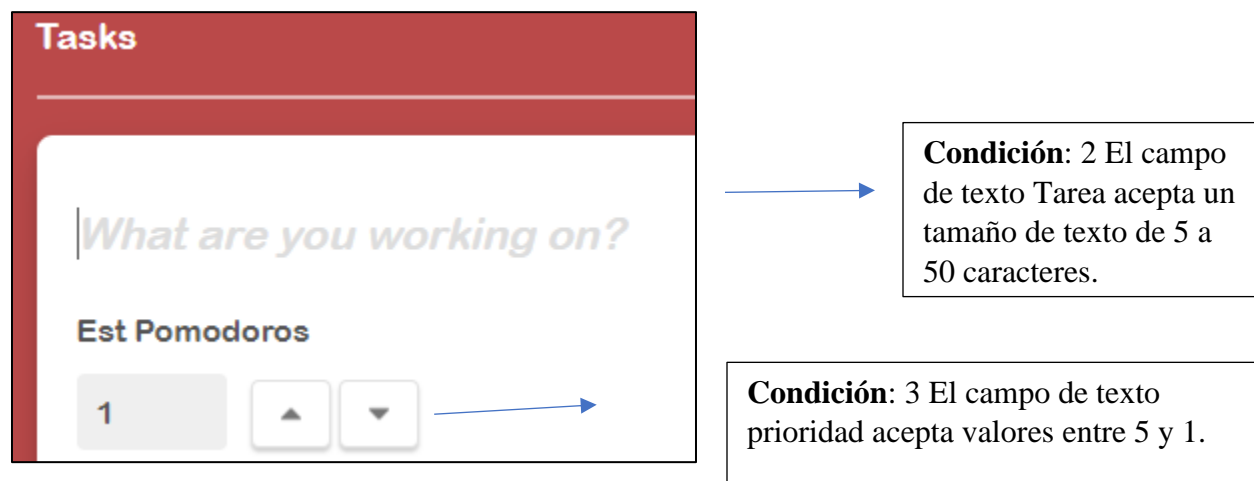 Tasks
What are you working on?
Est Pomodoros
1
Condición: 2 El campo
de texto Tarea acepta un
tamaño de texto de 5 a
50 caracteres.
Condición: 3 El campo de texto
prioridad acepta valores entre 5 y 1.